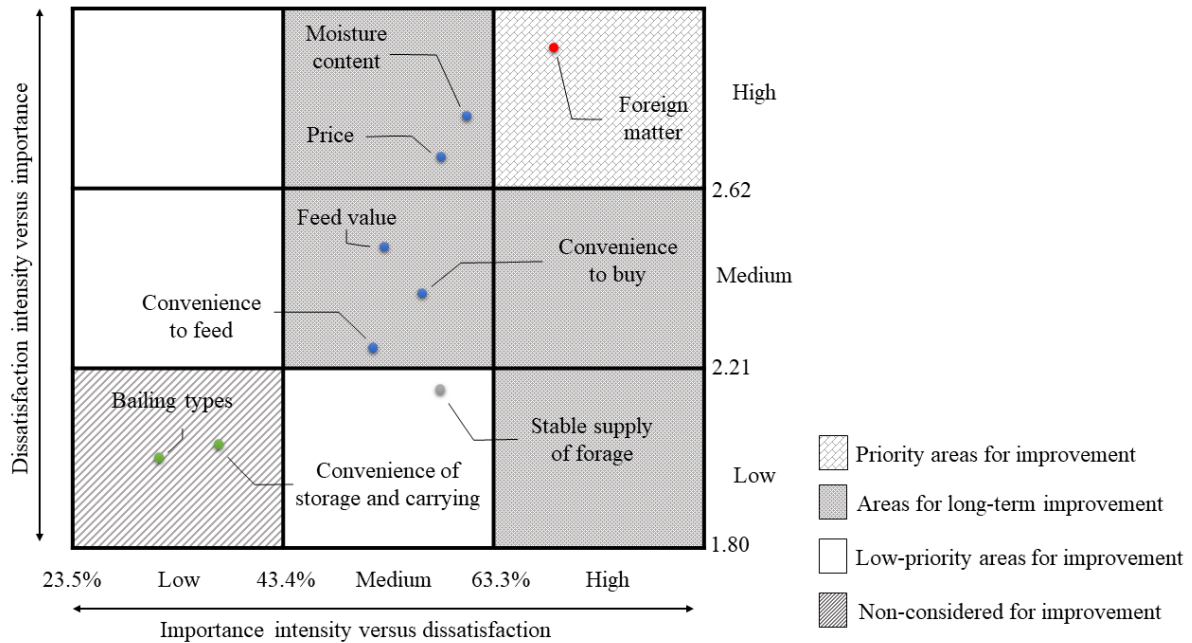 Dissatisfaction intensity versus importance
Moisture
content
Price
Foreign
matter
High
2.62
Feed value
Convenience
to buy
Medium
Convenience
to feed
2.21
Bailing types
Stable supply
of forage
Convenience of
storage and carrying
Low
1.80
23.5%
Low
43.4%
Medium
63.3%
High
Importance intensity versus dissatisfaction
Priority areas for improvement
Areas for long-term improvement
Low-priority areas for improvement
Non-considered for improvement